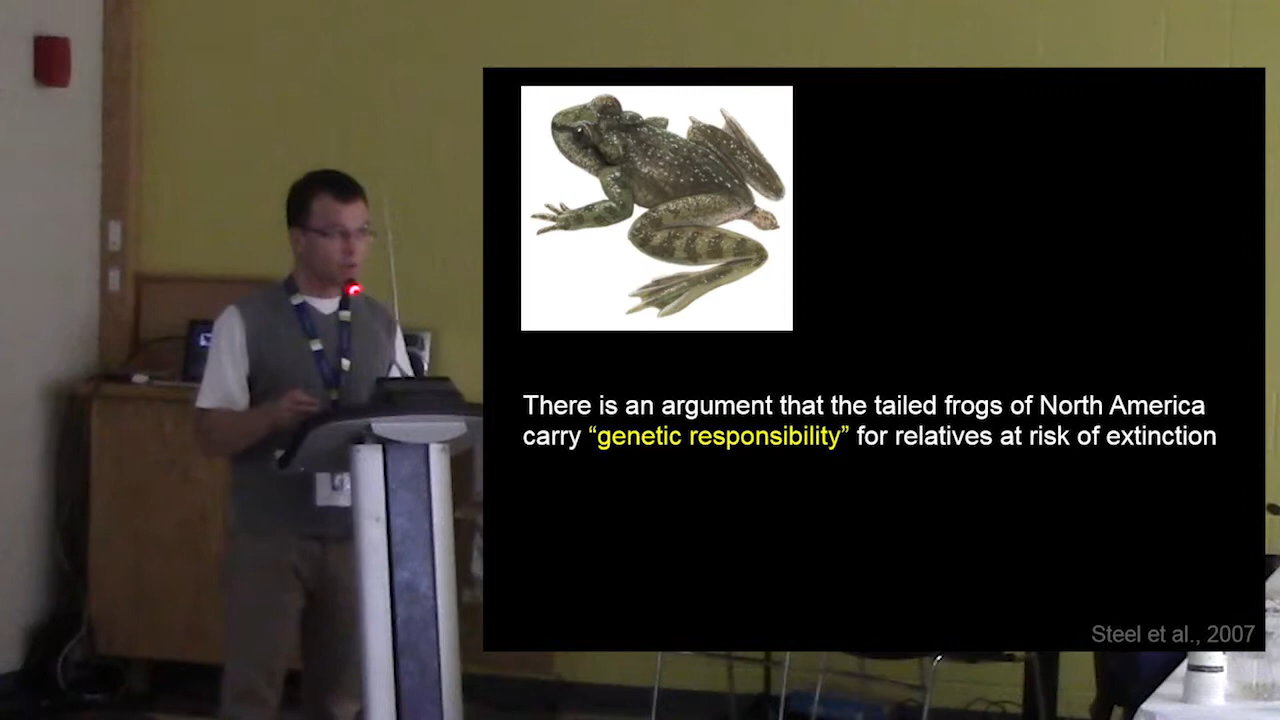 There is an argument that the tailed frogs of North America
carry “genetic responsibility” for relatives at risk of extinction
Steel et al., 2007